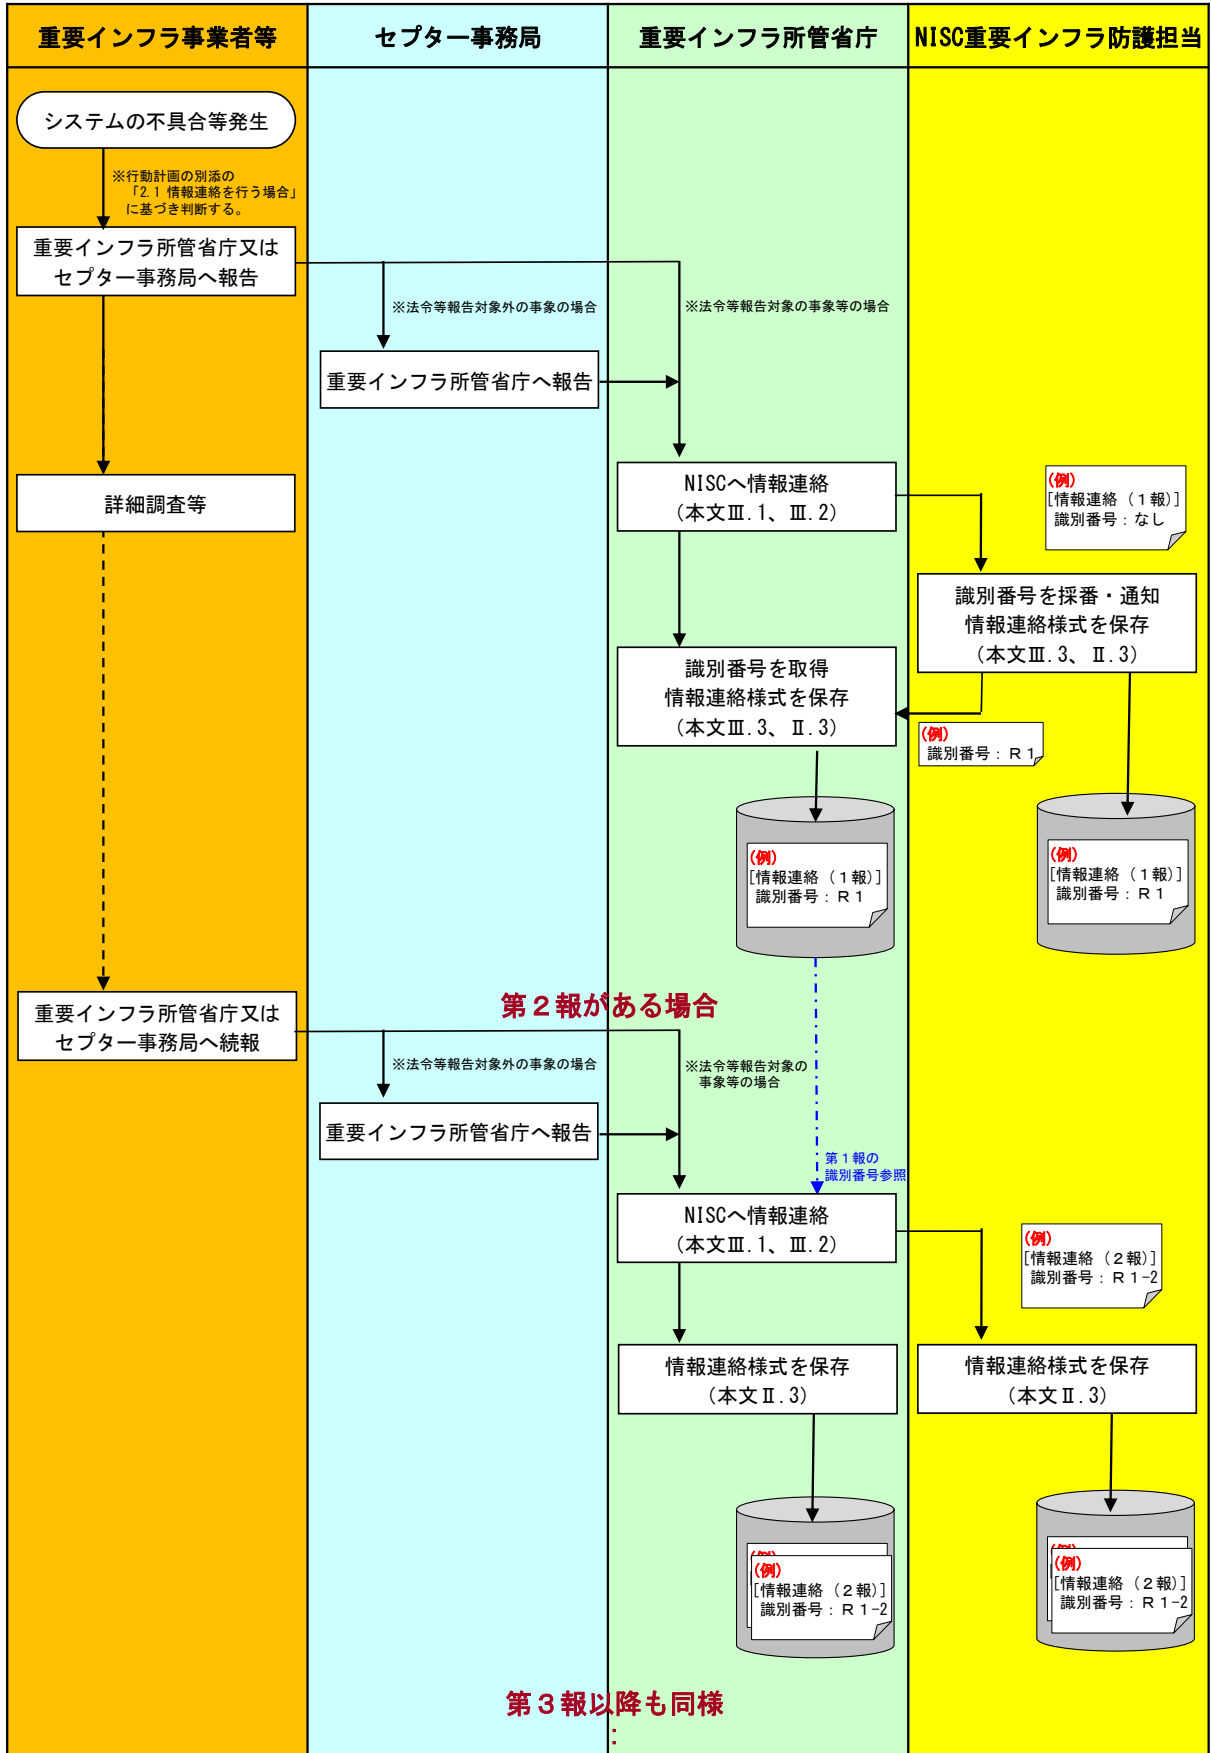 重要インフラ事業者等
セプター事務局
重要インフラ所管省庁
NISC重要インフラ防護担当
システムの不具合等発生
※行動計画の別添の
「2.1 情報連絡を行う場合」
に基づき判断する。
重要インフラ所管省庁又は
セプター事務局へ報告
※法令等報告対象外の事象の場合
※法令等報告対象の事象等の場合
重要インフラ所管省庁へ報告
詳細調査等
NISCへ情報連絡
(本文Ⅲ.1、Ⅲ.2)
(例)
[情報連絡（１報)]
識別番号：なし
識別番号を採番・通知
情報連絡様式を保存
(本文Ⅲ.3、Ⅱ.3)
識別番号を取得
情報連絡様式を保存
(本文Ⅲ.3、Ⅱ.3)
(例)
識別番号：Ｒ１
(例)
[情報連絡（１報)]
識別番号：Ｒ１
(例)
[情報連絡（１報)]
識別番号：Ｒ１
第２報がある場合
重要インフラ所管省庁又は
セプター事務局へ続報
※法令等報告対象外の事象の場合
※法令等報告対象の
事象等の場合
重要インフラ所管省庁へ報告
第１報の
識別番号参照
NISCへ情報連絡
(本文Ⅲ.1、Ⅲ.2)
(例)
[情報連絡（２報)]
識別番号：Ｒ１-2
情報連絡様式を保存
(本文Ⅱ.3)
情報連絡様式を保存
(本文Ⅱ.3)
(例)
(例)
[情報連絡（２報)]
識別番号：Ｒ１-2
(例)
(例)
[情報連絡（２報)]
識別番号：Ｒ１-2
第３報以降も同様
：